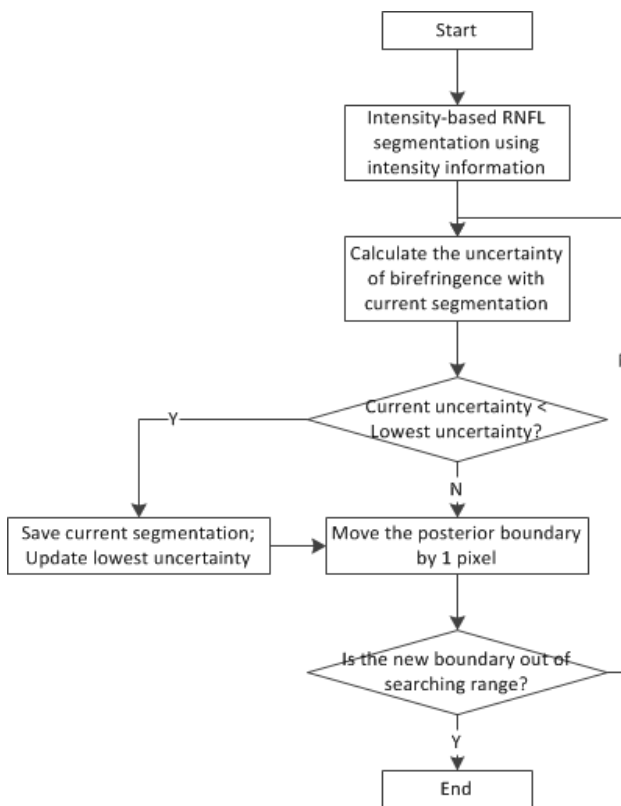 Start
Intensity-based RNFL
segmentation using
intensity information
Calculate the uncertainty
of birefringence with
current segmentation
Current uncertainty <
Lowest uncertainty?
Y
N
Save current segmentation;
Update lowest uncertainty
Move the posterior boundary
by 1 pixel
Is the new boundary out of
searching range?
Y
End